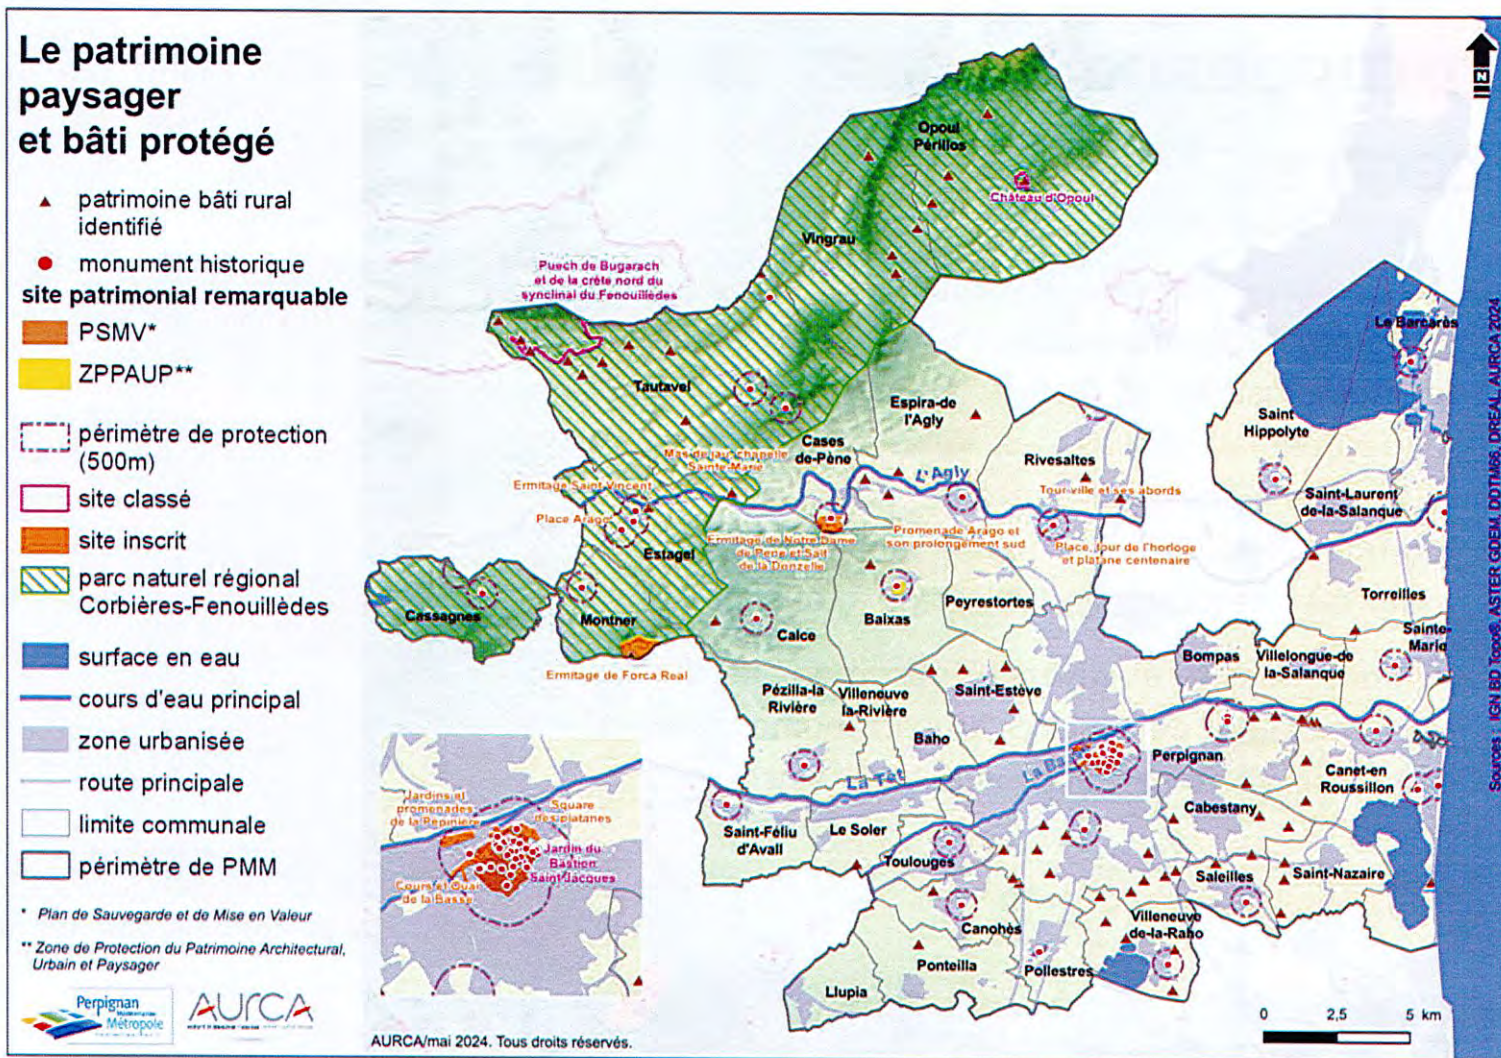 Le patrimoine
paysager
et bâti protégé
patrimoine bâti rural
identifié
monument historique
site patrimonial remarquable
PSMV*
ZPPAUP**
périmètre de protection
(500m)
site classé
site inscrit
parc naturel régional
Corbières-Fenouillèdes
surface en eau
cours d'eau principal
zone urbanisée
route principale
limite communale
périmètre de PMM
* Plan de Sauvegarde et de Mise en Valeur
** Zone de Protection du Patrimoine Architectural,
Urbain et Paysager
Perpignan
Méditerranée
Métropole
AURCA
AURCA/mai 2024. Tous droits réservés.
N
Opoul
Périllos
Château d'Opoul
Vingrau
Puech de Bugarach
et de la crête nord du
synclinal du Fenouillèdes
Tautavel
Le Barcarès
Espira-de
l'Agly
Saint
Hippolyte
Cases
de-Pène
Mas de jau: chapelle
Sainte-Marie
Rivesaltes
L'Agly
Ermitage Saint Vincent
Tour ville et ses abords
Saint-Laurent
de-la-Salanque
Place Arago
Ermitage de Notre Dame
de Pene et Salt
de la Donzelle
Promenade Arago et
son prolongement sud
Place, tour de l'horloge
et platane centenaire
Estagel
Cassagnes
Montner
Calce
Baixas
Peyrestortes
Torreilles
Sainte-
Marie
Bompas
Villelongue-de
la-Salanque
Ermitage de Forca Real
Pézilla-la
Rivière
Villeneuve
la-Rivière
Saint-Estève
Baho
La Têt
La Ba
Perpignan
Canet-en
Roussillon
Cabestany
Saint-Féliu
d'Avall
Le Soler
Toulouges
Saleilles
Saint-Nazaire
Canohès
Villeneuve
de-la-Raho
Ponteilla
Pollestres
Llupia
Jardins et
promenades
de la Pépinière
Square
des platanes
Jardin du
Bastion
Saint Jacques
Cours et Quai
de la Basse
0 2,5 5 km
Sources : IGN BD Topo®, ASTER GDEM, DDTM66, DREAL, AURCA 2024